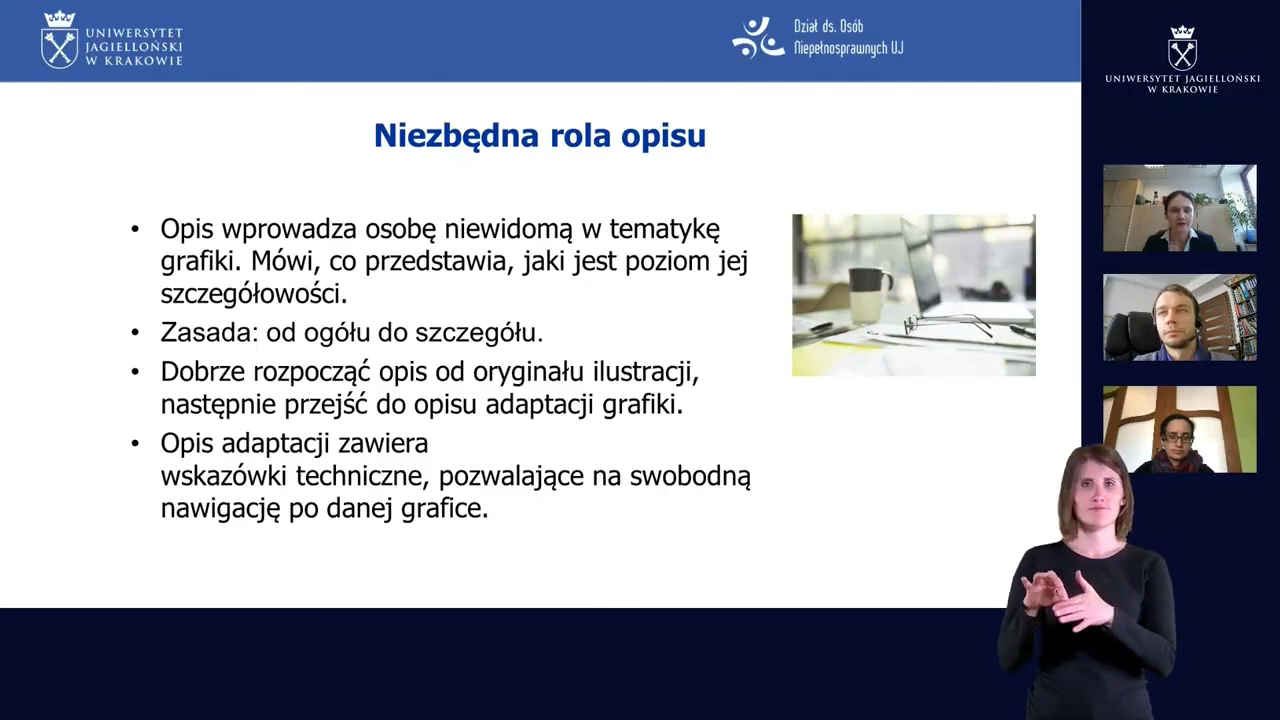 UNIWERSYTET
JAGIELLOŃSKI
W KRAKOWIE
Dział ds. Osób
Niepełnosprawnych UJ
UNIWERSYTET JAGIELLOŃSKI
W KRAKOWIE
Niezbędna rola opisu
• Opis wprowadza osobę niewidomą w tematykę
grafiki. Mówi, co przedstawia, jaki jest poziom jej
szczegółowości.
• Zasada: od ogółu do szczegółu.
• Dobrze rozpocząć opis od oryginału ilustracji,
następnie przejść do opisu adaptacji grafiki.
• Opis adaptacji zawiera
wskazówki techniczne, pozwalające na swobodną
nawigację po danej grafice.